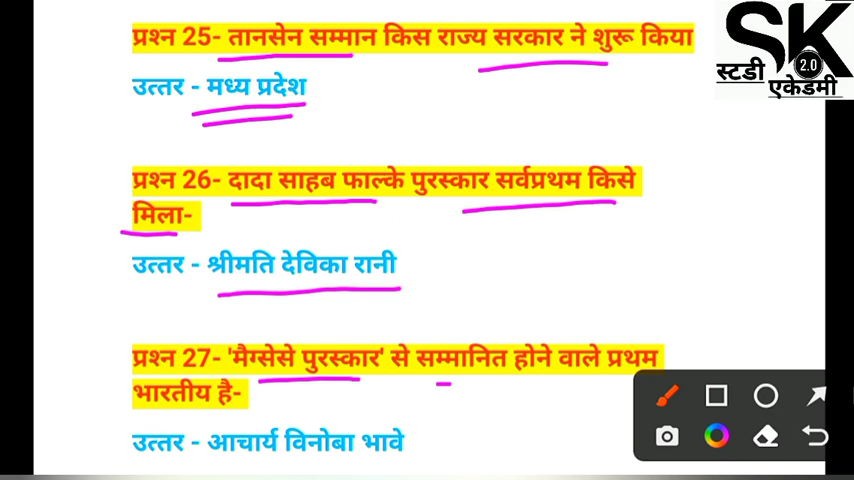 प्रश्न 25- तानसेन सम्मान किस राज्य सरकार ने शुरू किया
उत्तर - मध्य प्रदेश
प्रश्न 26- दादा साहब फाल्के पुरस्कार सर्वप्रथम किसे
मिला-
उत्तर - श्रीमति देविका रानी
प्रश्न 27- 'मैग्सेसे पुरस्कार' से सम्मानित होने वाले प्रथम
भारतीय है-
उत्तर - आचार्य विनोबा भावे
SK
स्टडी 2.0
एकेडमी